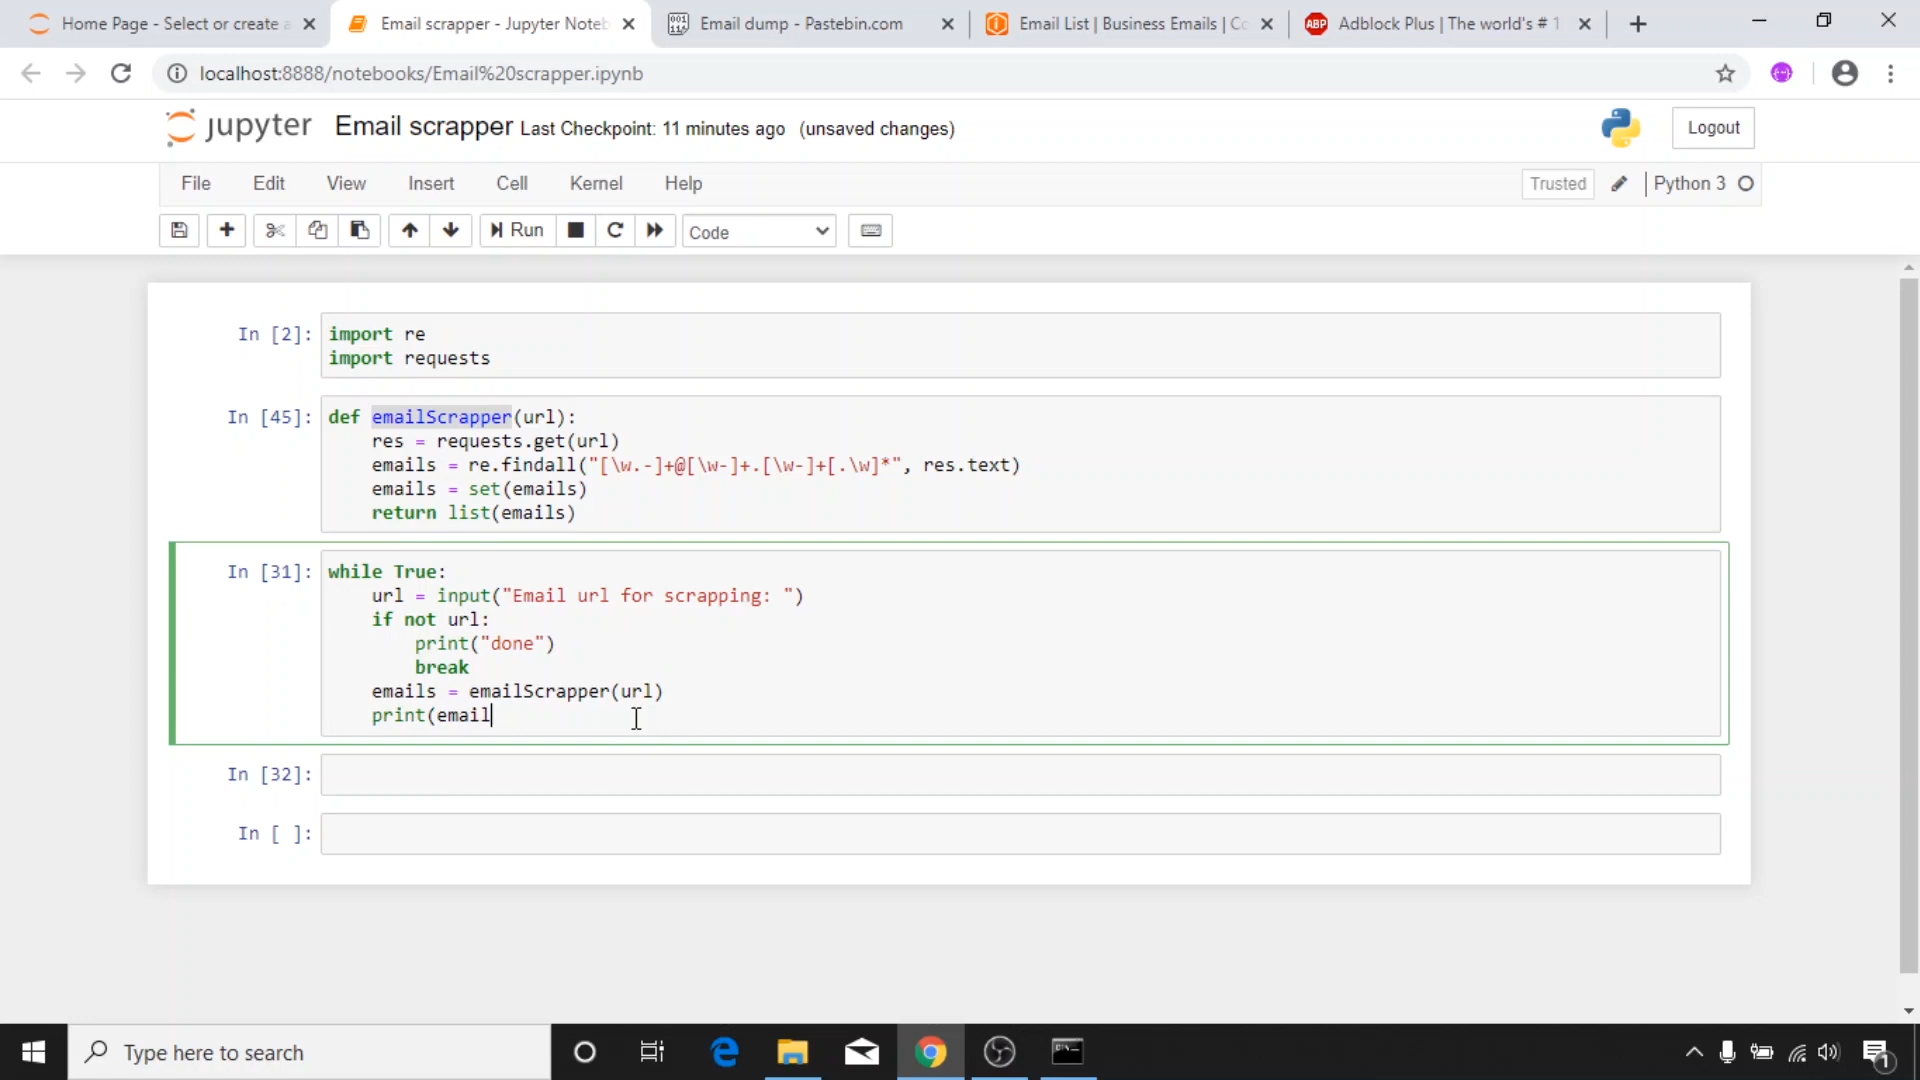 Home Page - Select or create a
Email scrapper - Jupyter Noteb
Email dump - Pastebin.com
Email List | Business Emails | Co
ABP
Adblock Plus | The world's # 1
localhost:8888/notebooks/Email%20scrapper.ipynb
jupyter
Email scrapper Last Checkpoint: 11 minutes ago (unsaved changes)
Logout
File
Edit
View
Insert
Cell
Kernel
Help
Trusted
Python 3
Run
Code
In [2]:
import re
import requests
In [45]:
def emailScrapper(url):
res = requests.get(url)
emails = re.findall("[\w.-]+@[\w-]+.[\w-]+[.\w]*", res.text)
emails = set(emails)
return list(emails)
In [31]:
while True:
url = input("Email url for scrapping: ")
if not url:
print("done")
break
emails = emailScrapper(url)
print(email
In [32]:
In [ ]:
Type here to search
1